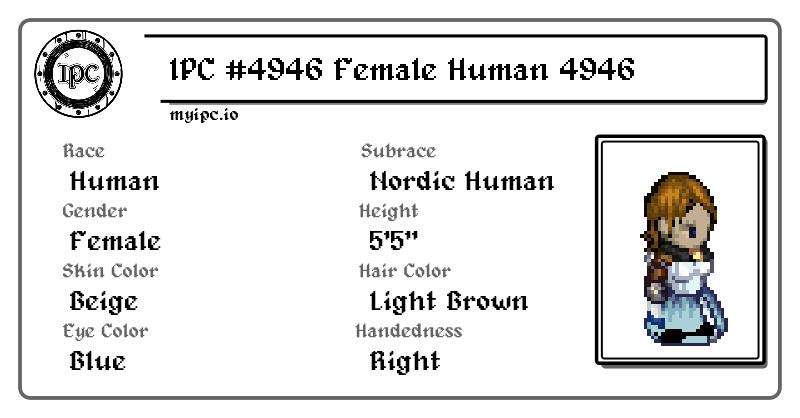 IPC
IPC #4946 Female Human 4946
myipc.io
Race
Human
Subrace
Nordic Human
Gender
Female
Height
5'5"
Skin Color
Beige
Hair Color
Light Brown
Eye Color
Blue
Handedness
Right